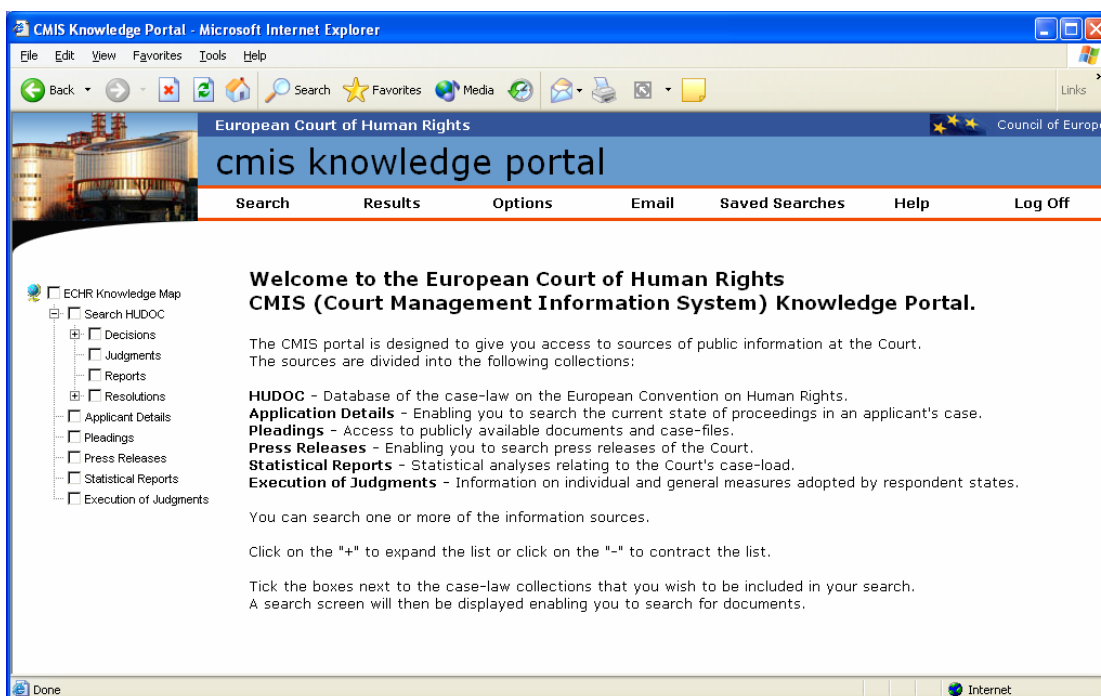 CMIS Knowledge Portal - Microsoft Internet Explorer
File Edit View Favorites Tools Help
Back Search Favorites Media Links
European Court of Human Rights Council of Europe
cmis knowledge portal
Search Results Options Email Saved Searches Help Log Off
ECHR Knowledge Map
Search HUDOC
Decisions
Judgments
Reports
Resolutions
Applicant Details
Pleadings
Press Releases
Statistical Reports
Execution of Judgments
Welcome to the European Court of Human Rights
CMIS (Court Management Information System) Knowledge Portal.
The CMIS portal is designed to give you access to sources of public information at the Court.
The sources are divided into the following collections:
HUDOC - Database of the case-law on the European Convention on Human Rights.
Application Details - Enabling you to search the current state of proceedings in an applicant's case.
Pleadings - Access to publicly available documents and case-files.
Press Releases - Enabling you to search press releases of the Court.
Statistical Reports - Statistical analyses relating to the Court's case-load.
Execution of Judgments - Information on individual and general measures adopted by respondent states.
You can search one or more of the information sources.
Click on the "+" to expand the list or click on the "-" to contract the list.
Tick the boxes next to the case-law collections that you wish to be included in your search.
A search screen will then be displayed enabling you to search for documents.
Done Internet